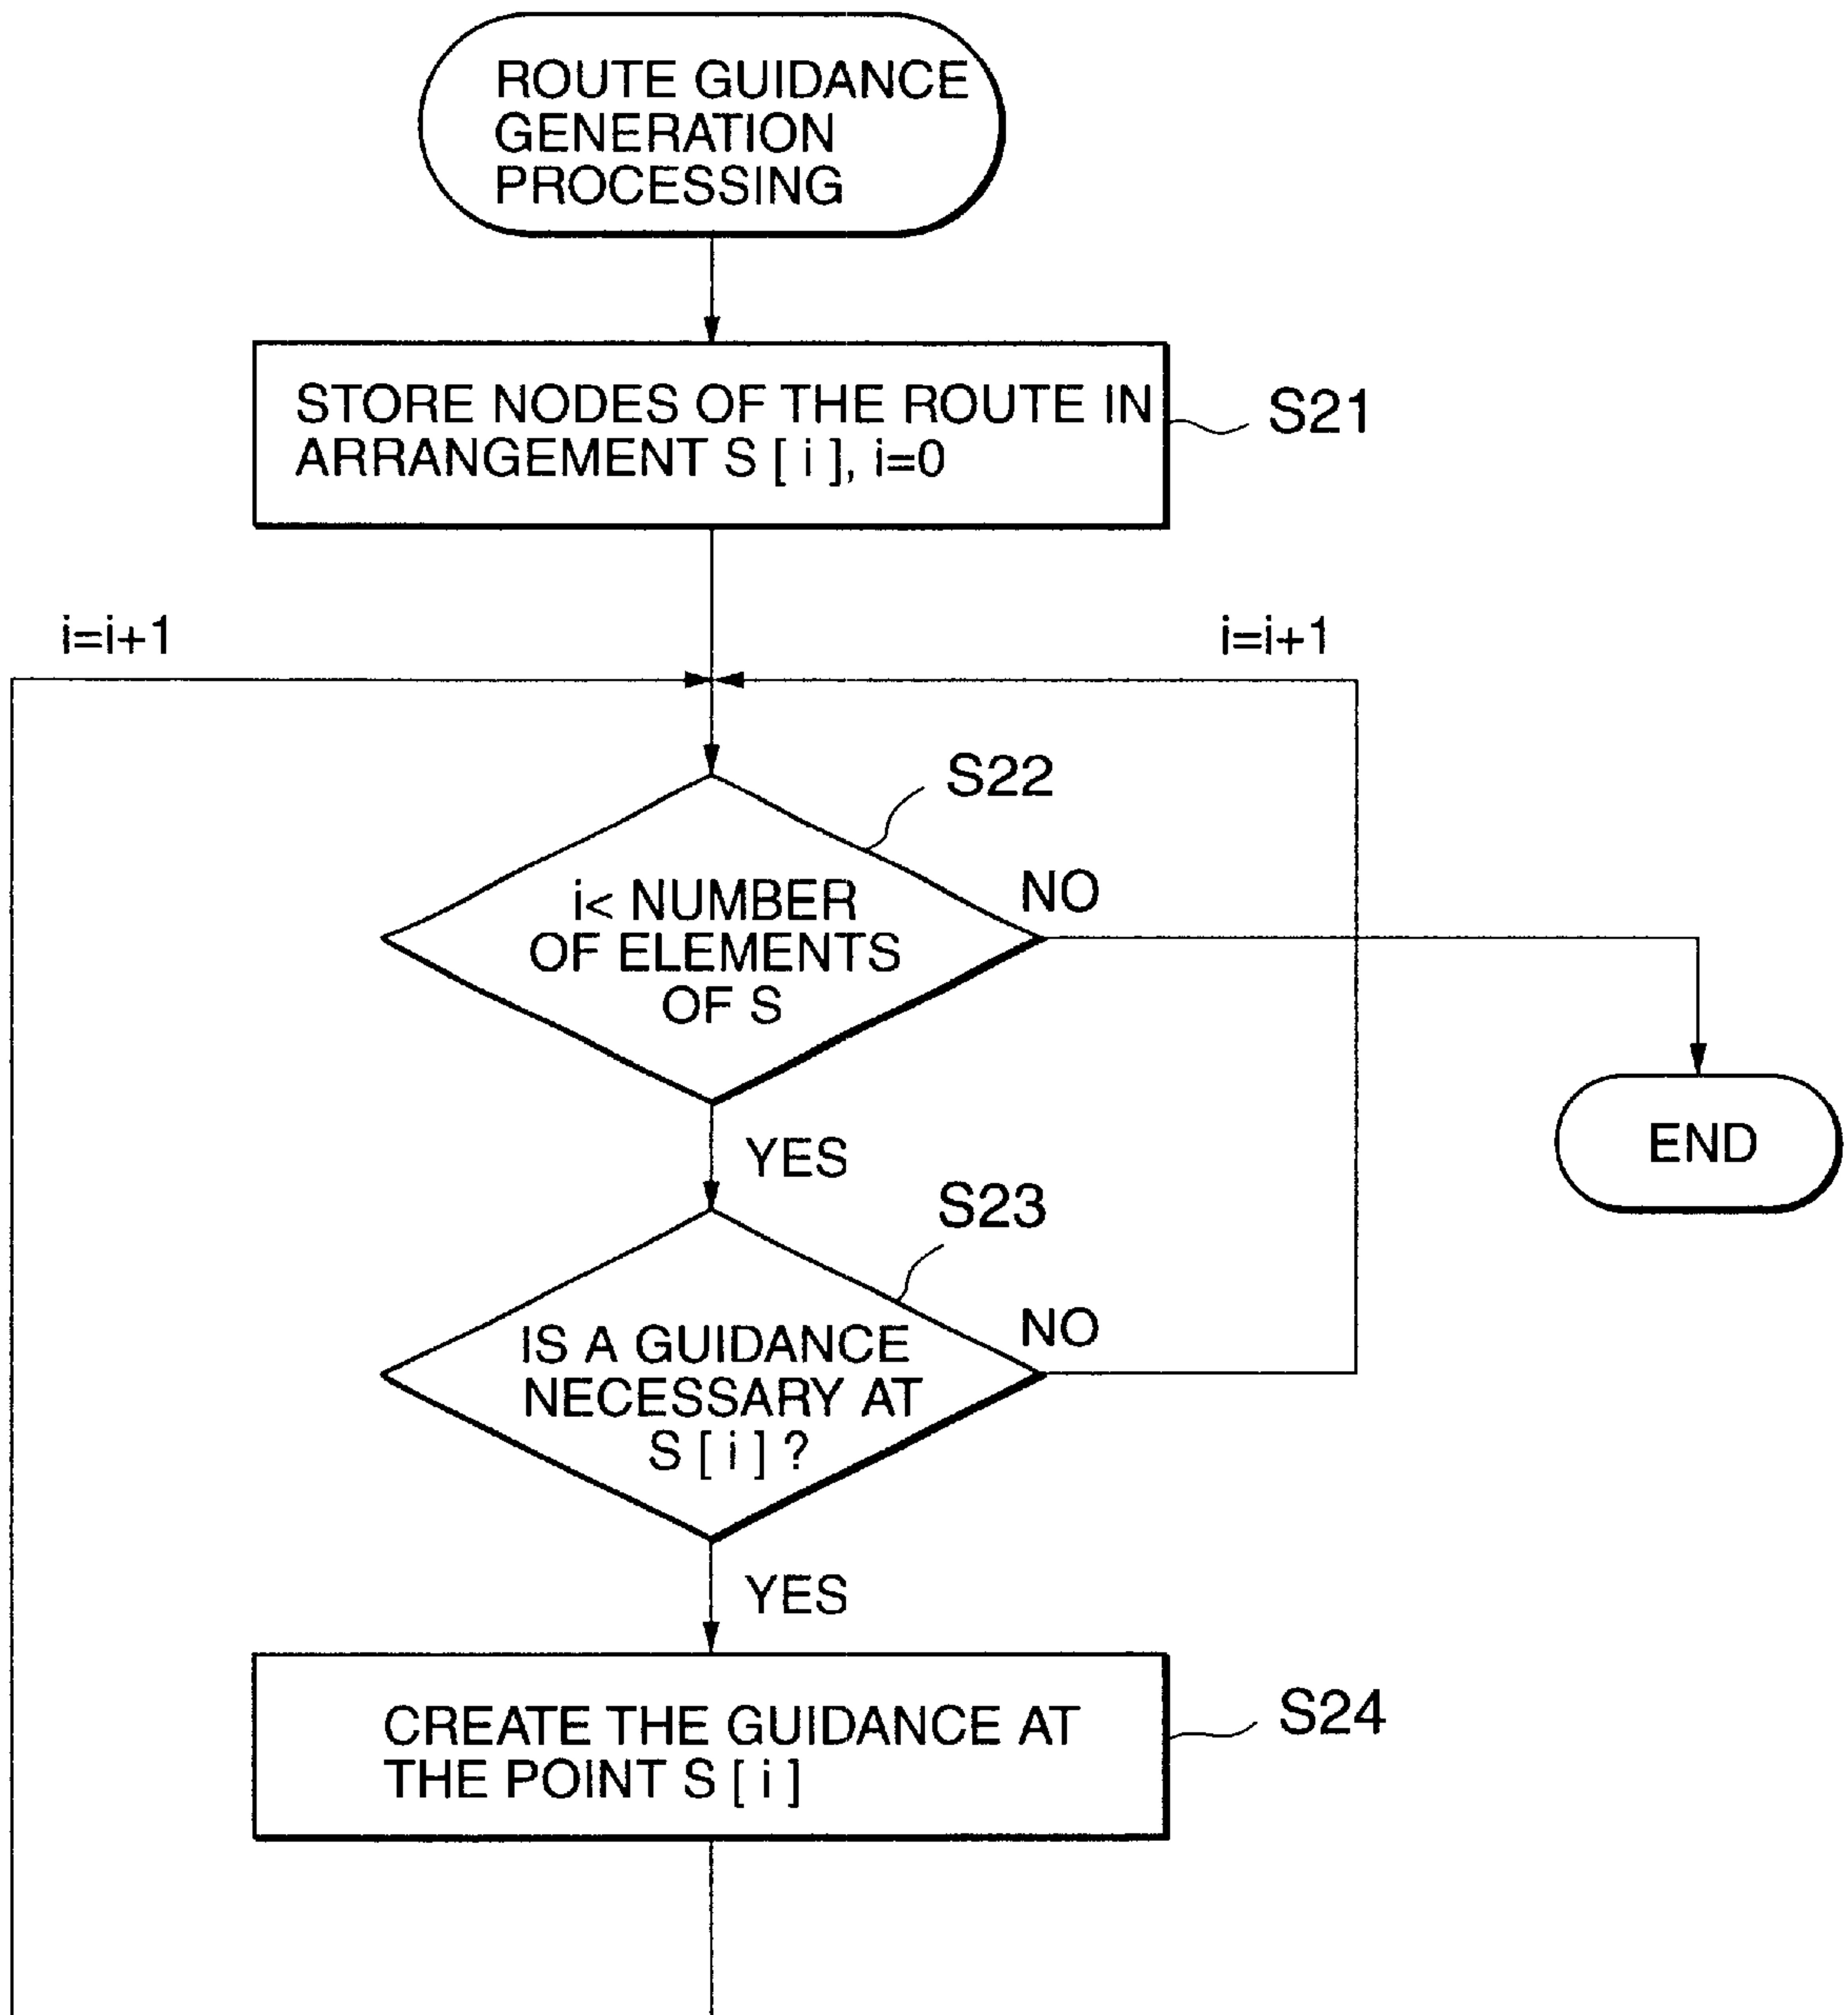 ROUTE GUIDANCE
GENERATION
PROCESSING
STORE NODES OF THE ROUTE IN
ARRANGEMENT S [ i ], i=0
S21
i=i+1
i=i+1
S22
i< NUMBER
OF ELEMENTS
OF S
NO
YES
END
S23
IS A GUIDANCE
NECESSARY AT
S [ i ] ?
NO
YES
CREATE THE GUIDANCE AT
THE POINT S [ i ]
S24